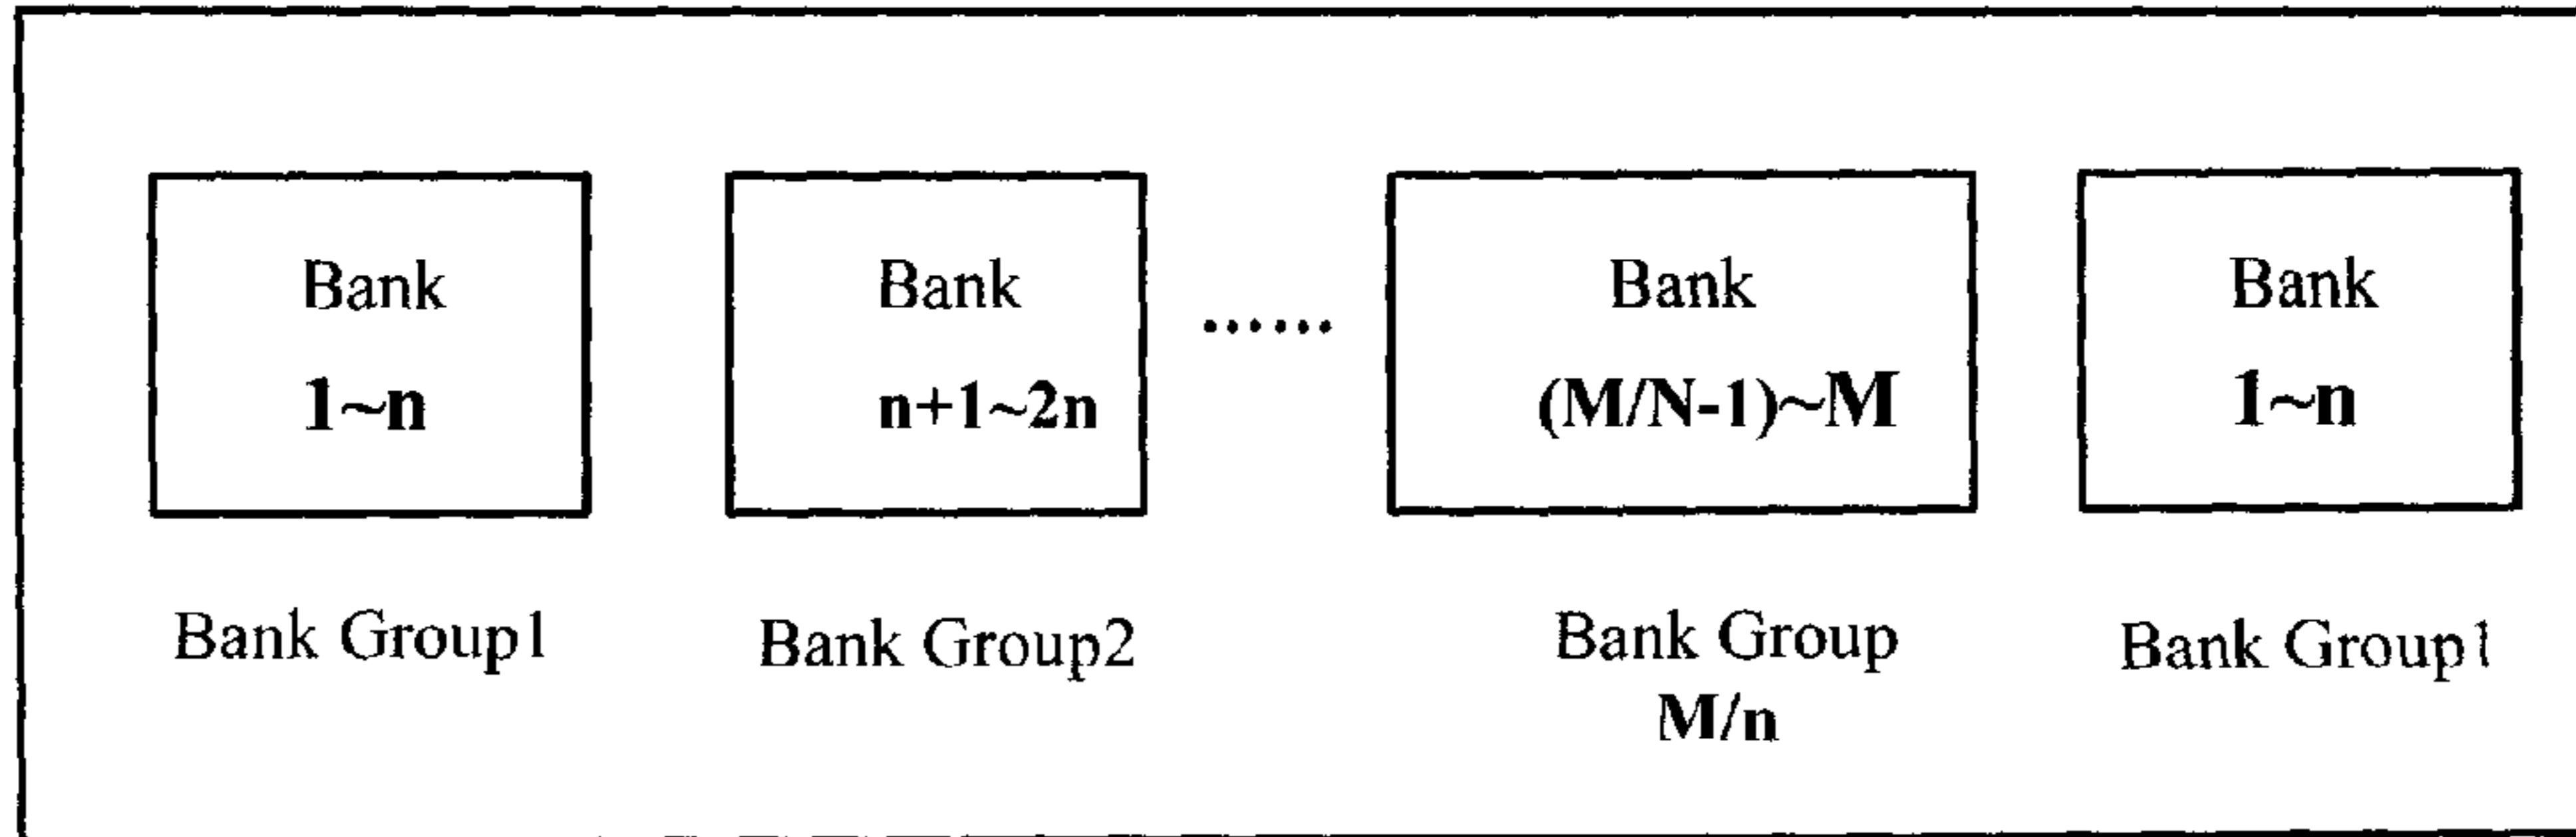 Bank
1~n
Bank Group1
Bank
n+1~2n
Bank Group2
......
Bank
(M/N-1)~M
Bank Group
M/n
Bank
1~n
Bank Group1